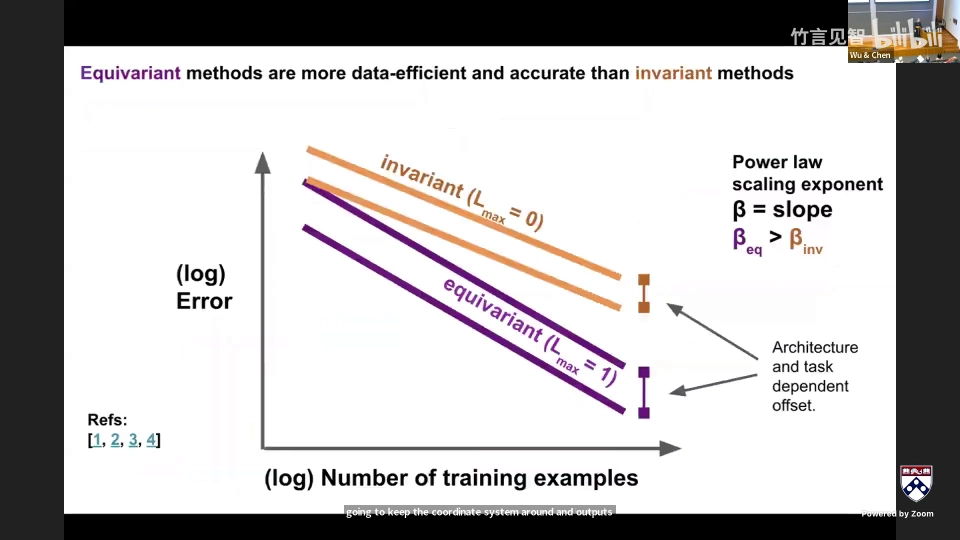 竹言见智
bilibili
Wu & Chen
Equivariant methods are more data-efficient and accurate than invariant methods
invariant (Lmax = 0)
equivariant (Lmax = 1)
Power law
scaling exponent
β = slope
βeq > βinv
(log)
Error
Architecture
and task
dependent
offset.
Refs:
[1, 2, 3, 4]
(log) Number of training examples
going to keep the coordinate system around and outputs
Powered by Zoom